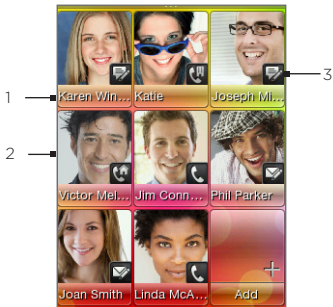 1
Karen Win...
Katie
Joseph Mi...
3
2
Victor Mel...
Jim Conn...
Phil Parker
Joan Smith
Linda McA...
Add